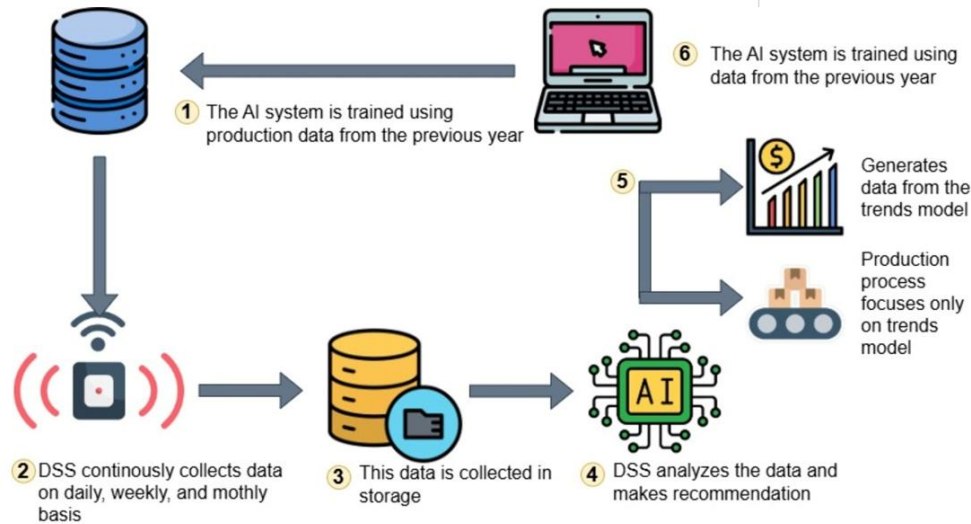 1 The AI system is trained using
production data from the previous year
2 DSS continously collects data
on daily, weekly, and mothly
basis
3 This data is collected in
storage
AI
4 DSS analyzes the data and
makes recommendation
5
$
Generates
data from the
trends model
Production
process
focuses only
on trends
model
6 The AI system is trained using
data from the previous year